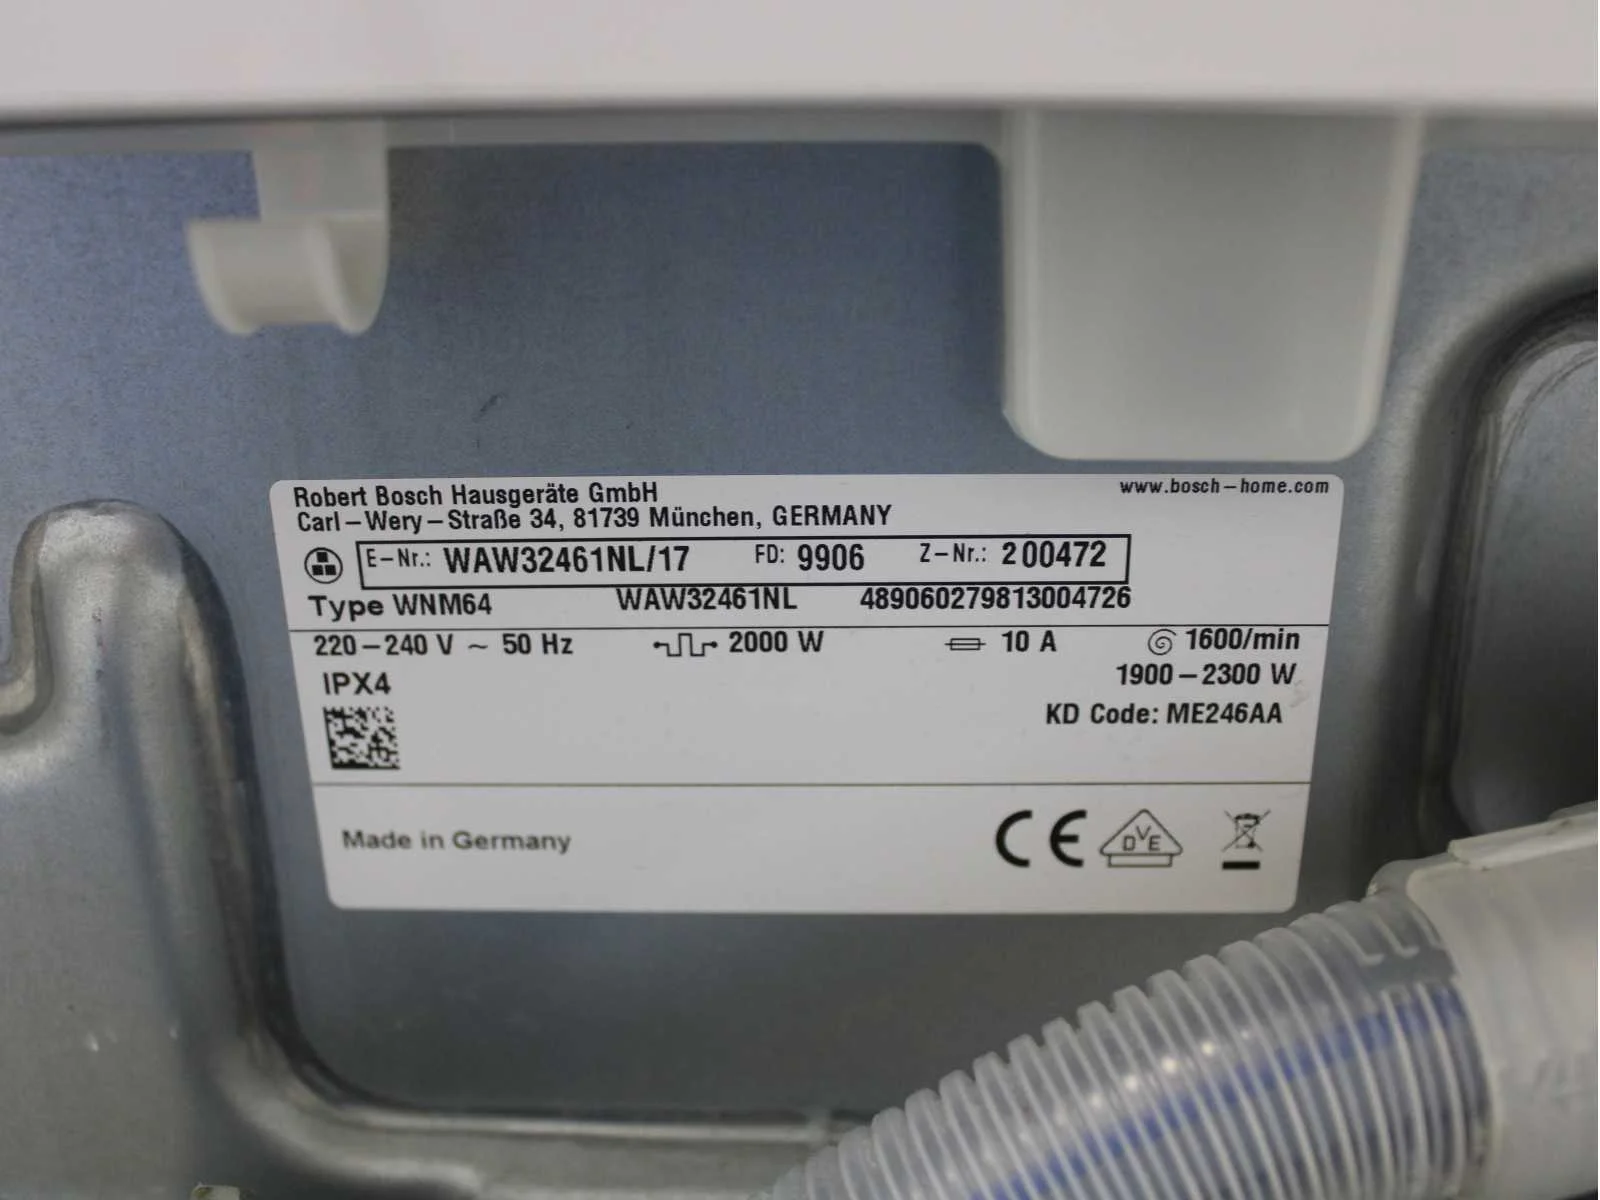 Robert Bosch Hausgeräte GmbH www.bosch-home.com
Carl-Wery-Straße 34, 81739 München, GERMANY
E-Nr.: WAW32461NL/17 FD: 9906 Z-Nr.: 200472
Type WNM64 WAW32461NL 489060279813004726
220-240 V ~ 50 Hz 2000 W 10 A 1600/min
IPX4 1900-2300 W
KD Code: ME246AA
Made in Germany CE DVE